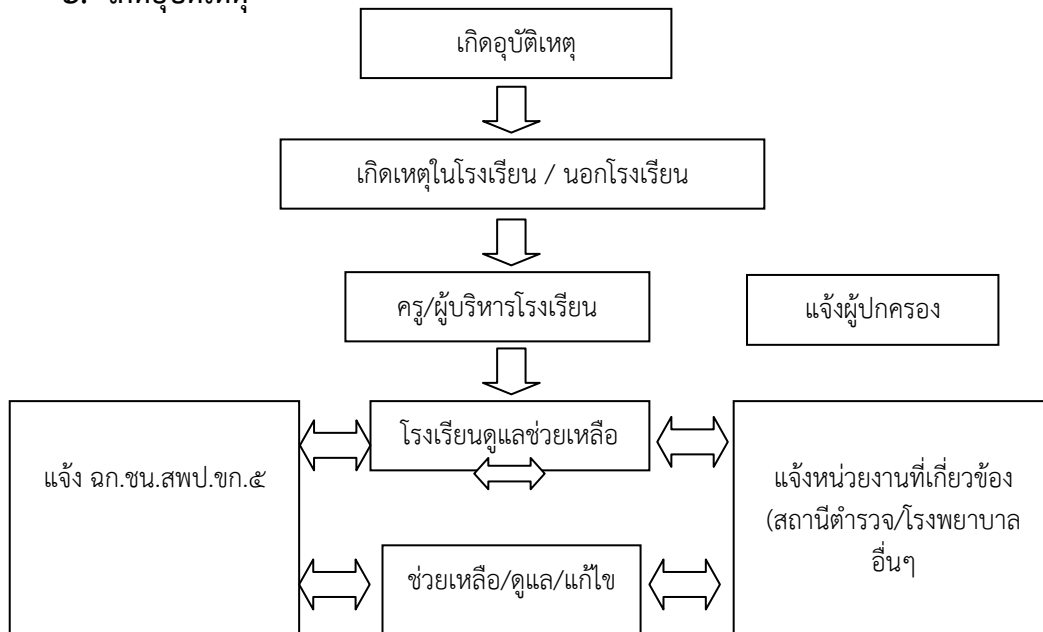 เกิดอุบัติเหตุ
เกิดเหตุในโรงเรียน / นอกโรงเรียน
ครู/ผู้บริหารโรงเรียน
แจ้งผู้ปกครอง
โรงเรียนดูแลช่วยเหลือ
แจ้ง ฉก.ชน.สพป.ขก.๕
แจ้งหน่วยงานที่เกี่ยวข้อง
(สถานีตำรวจ/โรงพยาบาล
อื่นๆ
ช่วยเหลือ/ดูแล/แก้ไข